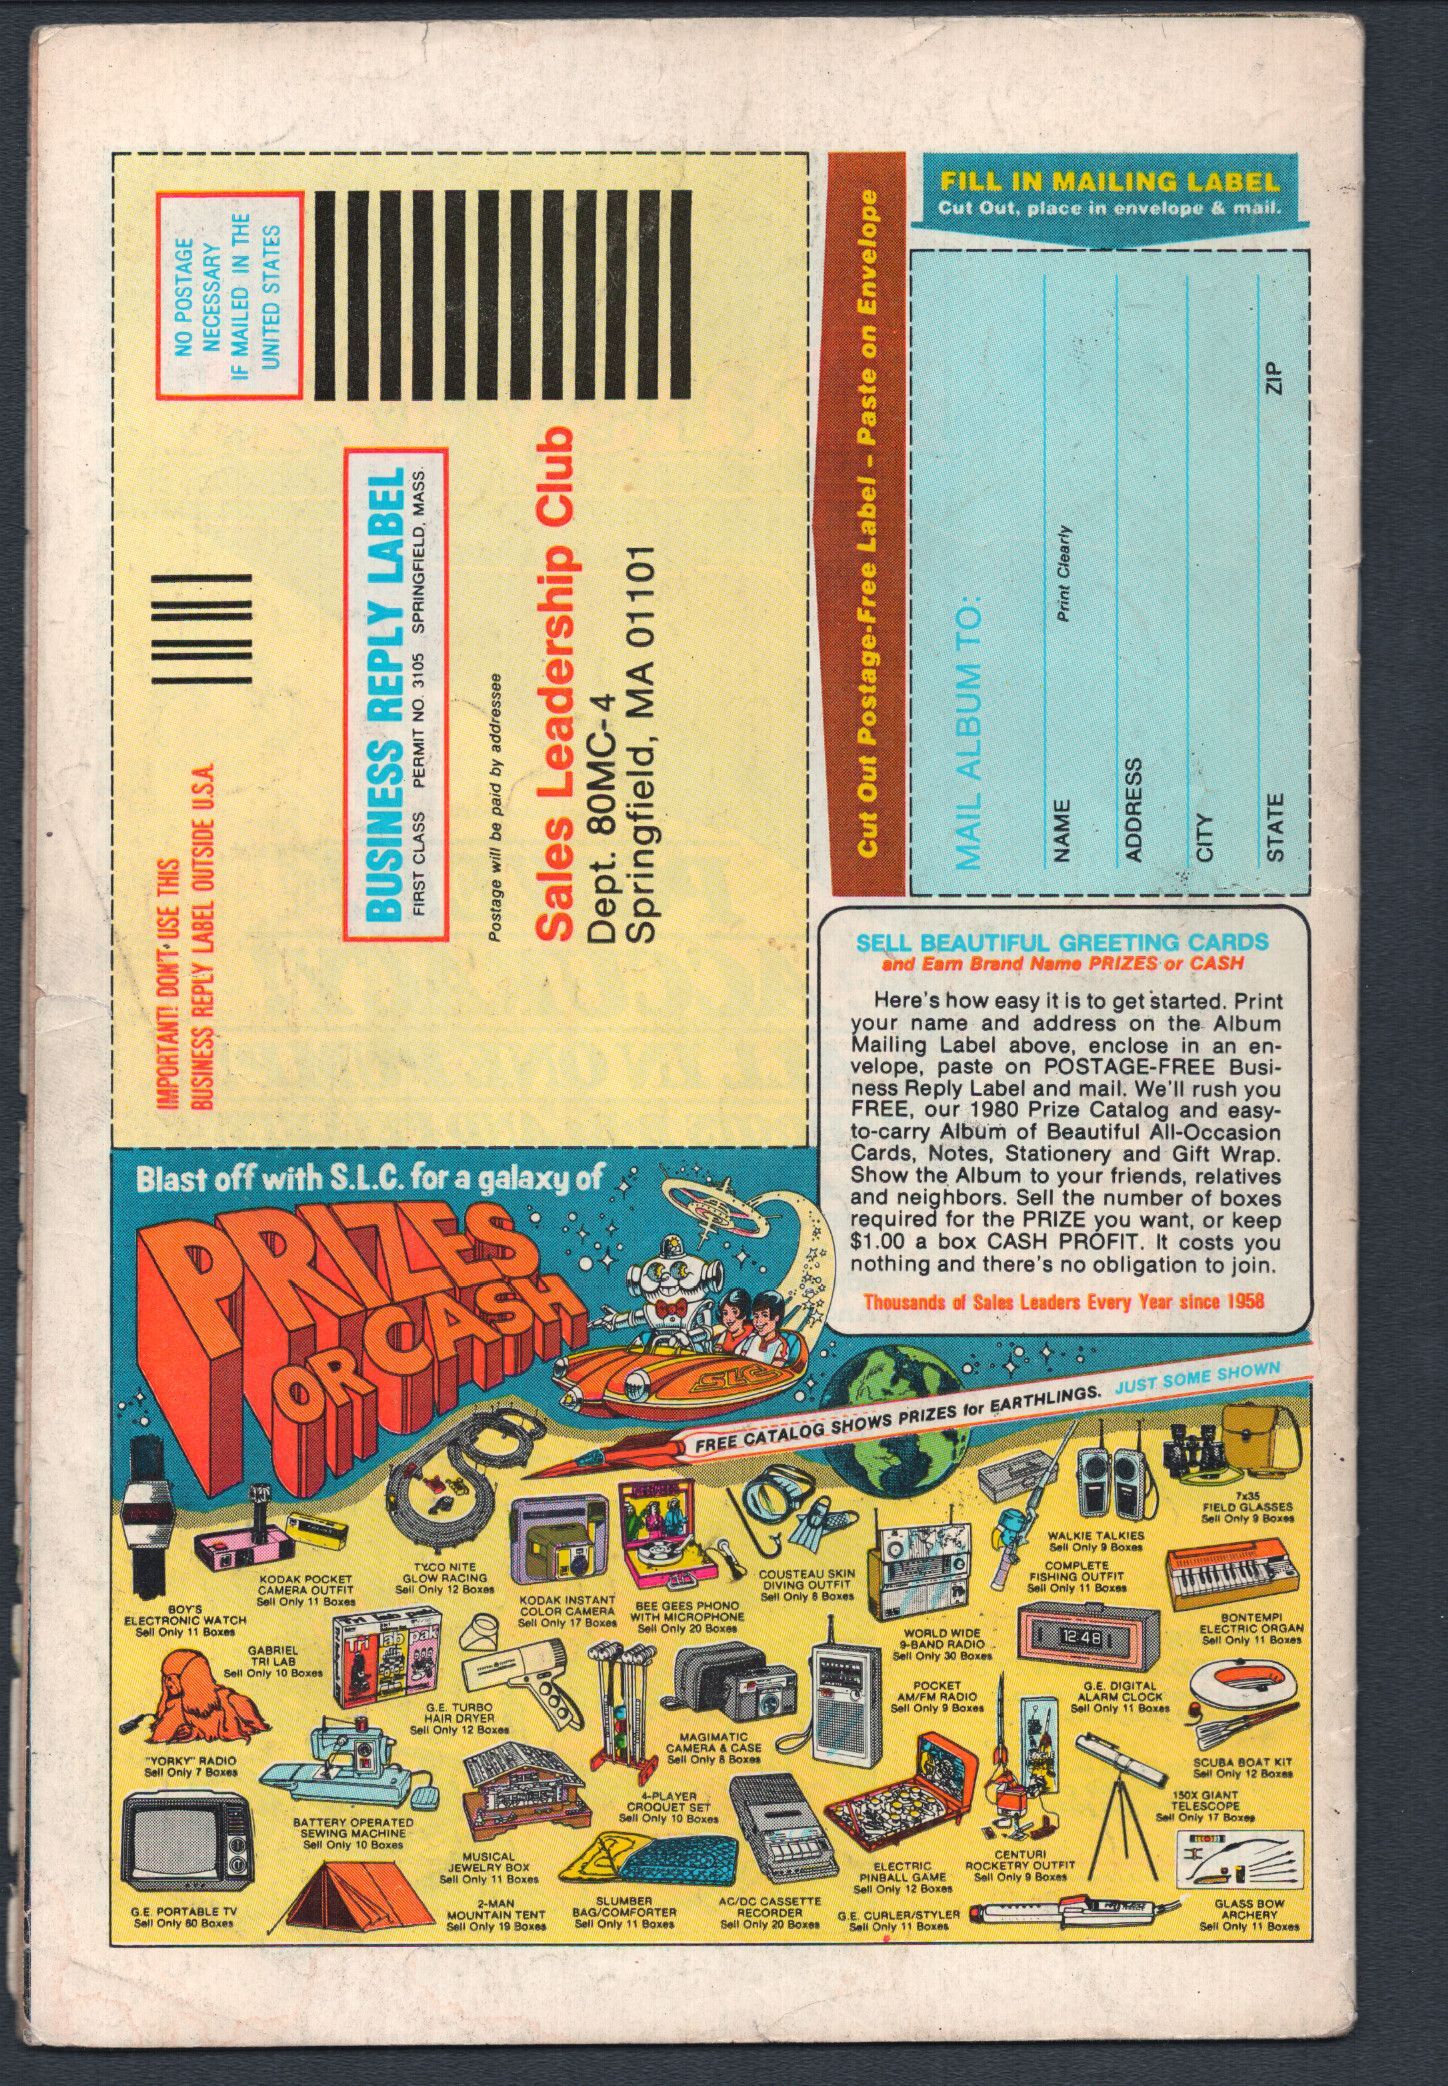 NO POSTAGE
NECESSARY
IF MAILED IN THE
UNITED STATES
IMPORTANT! DON'T USE THIS
BUSINESS REPLY LABEL OUTSIDE U.S.A.
BUSINESS REPLY LABEL
FIRST CLASS PERMIT NO. 3105 SPRINGFIELD, MASS.
Postage will be paid by addressee
Sales Leadership Club
Dept. 80MC-4
Springfield, MA 01101
Cut Out Postage-Free Label – Paste on Envelope
FILL IN MAILING LABEL
Cut Out, place in envelope & mail.
MAIL ALBUM TO:
NAME
Print Clearly
ADDRESS
CITY
STATE
ZIP
SELL BEAUTIFUL GREETING CARDS
and Earn Brand Name PRIZES or CASH
Here's how easy it is to get started. Print
your name and address on the Album
Mailing Label above, enclose in an en-
velope, paste on POSTAGE-FREE Busi-
ness Reply Label and mail. We'll rush you
FREE, our 1980 Prize Catalog and easy-
to-carry Album of Beautiful All-Occasion
Cards, Notes, Stationery and Gift Wrap.
Show the Album to your friends, relatives
and neighbors. Sell the number of boxes
required for the PRIZE you want, or keep
$1.00 a box CASH PROFIT. It costs you
nothing and there's no obligation to join.
Thousands of Sales Leaders Every Year since 1958
Blast off with S.L.C. for a galaxy of
PRIZES
OR CASH
SLC
FREE CATALOG SHOWS PRIZES for EARTHLINGS. JUST SOME SHOWN
BOY'S
ELECTRONIC WATCH
Sell Only 11 Boxes
KODAK POCKET
CAMERA OUTFIT
Sell Only 11 Boxes
TYCO NITE
GLOW RACING
Sell Only 12 Boxes
KODAK INSTANT
COLOR CAMERA
Sell Only 17 Boxes
BEE GEES PHONO
WITH MICROPHONE
Sell Only 20 Boxes
COUSTEAU SKIN
DIVING OUTFIT
Sell Only 8 Boxes
WORLD WIDE
9-BAND RADIO
Sell Only 30 Boxes
COMPLETE
FISHING OUTFIT
Sell Only 11 Boxes
WALKIE TALKIES
Sell Only 9 Boxes
7x35
FIELD GLASSES
Sell Only 9 Boxes
BONTEMPI
ELECTRIC ORGAN
Sell Only 11 Boxes
GABRIEL
TRI LAB
Sell Only 10 Boxes
Tri lab pak
G.E. TURBO
HAIR DRYER
Sell Only 12 Boxes
MAGIMATIC
CAMERA & CASE
Sell Only 8 Boxes
POCKET
AM/FM RADIO
Sell Only 9 Boxes
12:48
G.E. DIGITAL
ALARM CLOCK
Sell Only 11 Boxes
SCUBA BOAT KIT
Sell Only 12 Boxes
"YORKY" RADIO
Sell Only 7 Boxes
BATTERY OPERATED
SEWING MACHINE
Sell Only 10 Boxes
MUSICAL
JEWELRY BOX
Sell Only 11 Boxes
4-PLAYER
CROQUET SET
Sell Only 10 Boxes
ELECTRIC
PINBALL GAME
Sell Only 12 Boxes
CENTURI
ROCKETRY OUTFIT
Sell Only 9 Boxes
150X GIANT
TELESCOPE
Sell Only 17 Boxes
G.E. PORTABLE TV
Sell Only 60 Boxes
2-MAN
MOUNTAIN TENT
Sell Only 19 Boxes
SLUMBER
BAG/COMFORTER
Sell Only 11 Boxes
AC/DC CASSETTE
RECORDER
Sell Only 20 Boxes
G.E. CURLER/STYLER
Sell Only 11 Boxes
GLASS BOW
ARCHERY
Sell Only 11 Boxes